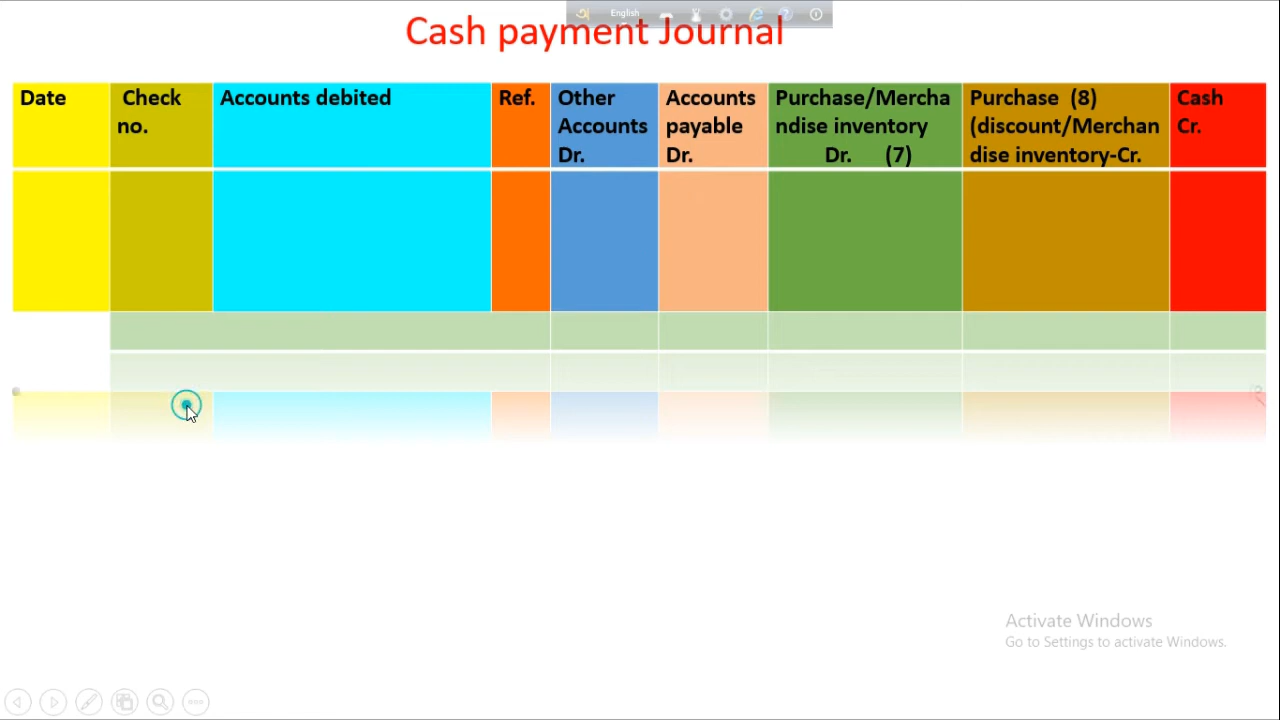 English
Cash payment Journal
Date
Check
no.
Accounts debited
Ref.
Other
Accounts
Dr.
Accounts
payable
Dr.
Purchase/Mercha
ndise inventory
Dr. (7)
Purchase (8)
(discount/Merchan
dise inventory-Cr.
Cash
Cr.
Activate Windows
Go to Settings to activate Windows.